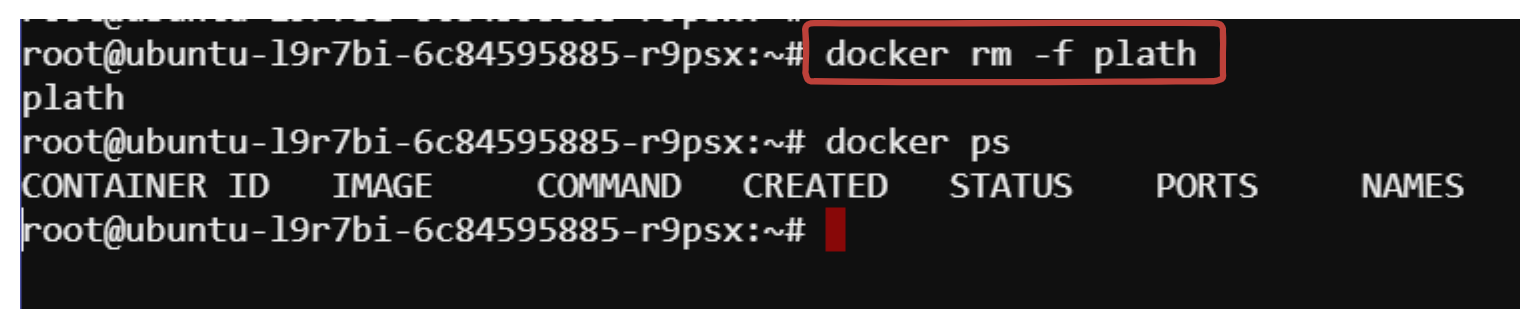 root@ubuntu-l9r7bi-6c84595885-r9psx:~# docker rm -f plath
plath
root@ubuntu-l9r7bi-6c84595885-r9psx:~# docker ps
CONTAINER ID   IMAGE     COMMAND   CREATED   STATUS    PORTS     NAMES
root@ubuntu-l9r7bi-6c84595885-r9psx:~#